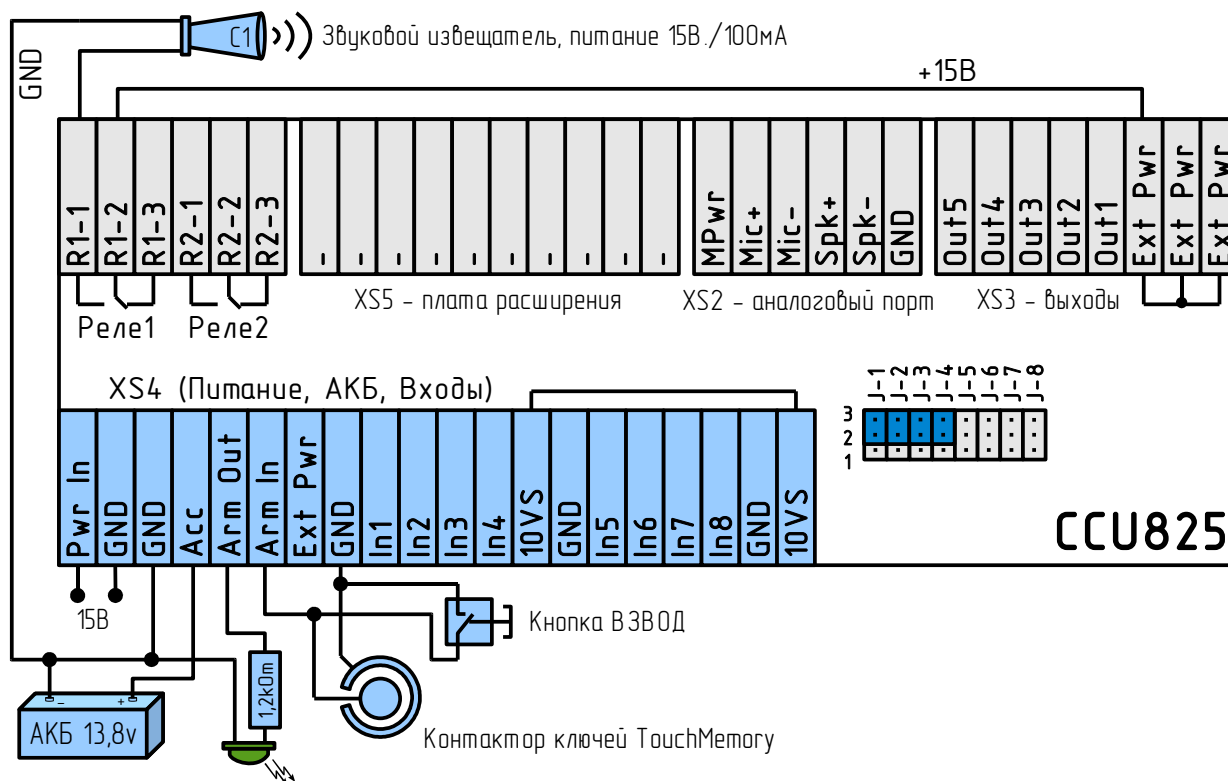 C1
Звуковой извещатель, питание 15В./100мА
GND
+15В
R1-1
R1-2
R1-3
R2-1
R2-2
R2-3
-
-
-
-
-
-
-
-
-
-
MPwr
Mic+
Mic-
Spk+
Spk-
GND
Out5
Out4
Out3
Out2
Out1
Ext Pwr
Ext Pwr
Ext Pwr
Реле1
Реле2
XS5 - плата расширения
XS2 - аналоговый порт
XS3 - выходы
XS4 (Питание, АКБ, Входы)
J-1
J-2
J-3
J-4
J-5
J-6
J-7
J-8
3
2
1
Pwr In
GND
GND
Acc
Arm Out
Arm In
Ext Pwr
GND
In1
In2
In3
In4
10VS
GND
In5
In6
In7
In8
GND
10VS
CCU825
15В
Кнопка ВЗВОД
- +
АКБ 13,8v
1,2kOm
Контактор ключей TouchMemory